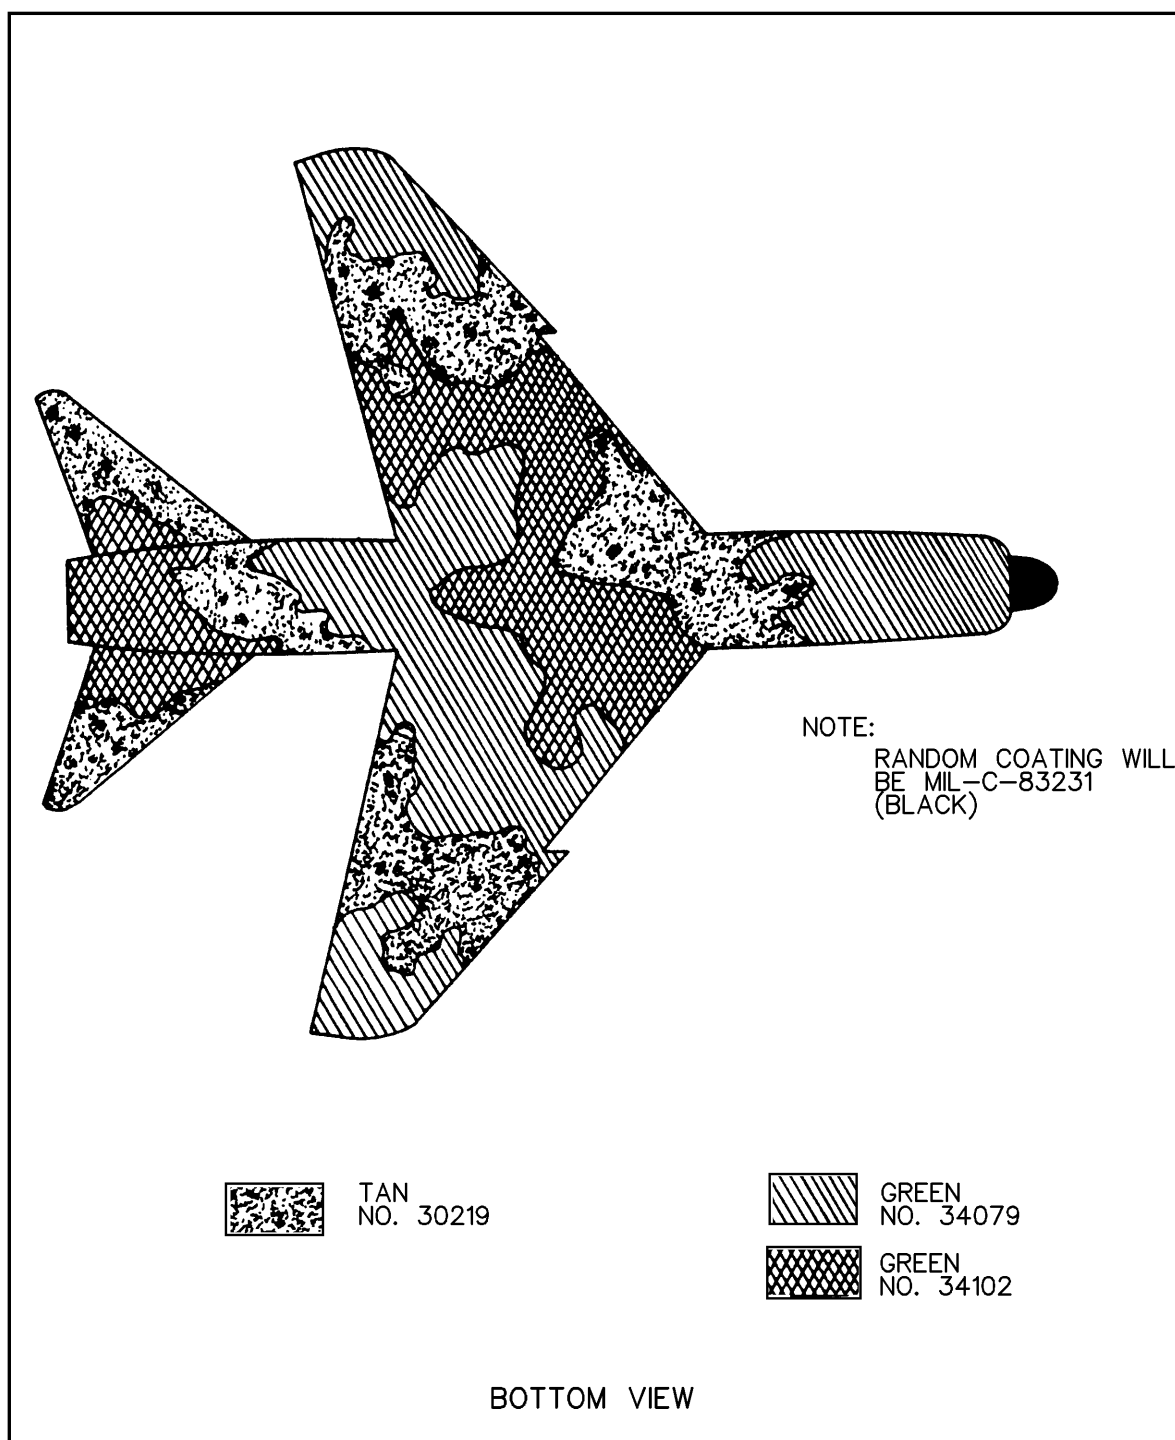 NOTE:
RANDOM COATING WILL
BE MIL-C-83231
(BLACK)
TAN
NO. 30219
GREEN
NO. 34079
GREEN
NO. 34102
BOTTOM VIEW